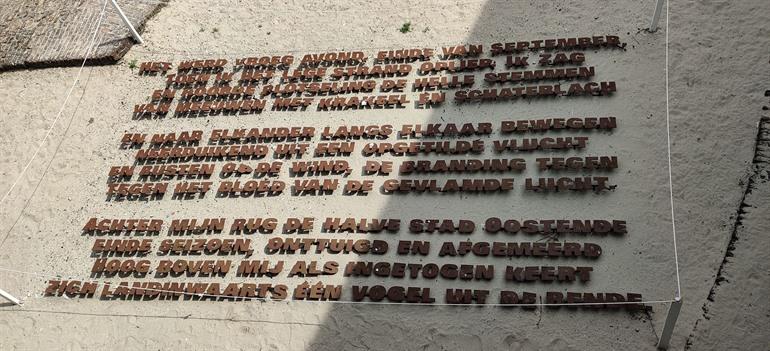 HET WERD VROEG AVOND, EINDE VAN SEPTEMBER,
TOEN IK HET LIDE STRAND OPLIEP, IK ZAG
EN HOORDE PLOTSELING DE HELLE STEMMEN
VAN MEEUWEN MET KRAKEEL EN SCHATERLACH
EN NAAR ELKANDER LANGS ELKAAR BEWEGEN
NEERDUIKEND UIT EEN OPGETILDE VLUCHT
EN RUSTEN OP DE WIND, DE BRANDING TEGEN
TEGEN HET BLOED VAN DE GEVLAMDE LUCHT.
ACHTER MIJN RUG DE HALVE STAD OOSTENDE
EINDE SEIZOEN, ONTTUIGD EN AFGEMEERD
HOOG BOVEN MIJ ALS INGETOGEN KEERT
ZICH LANDINWAARTS ÉÉN VOGEL UIT DE BENDE